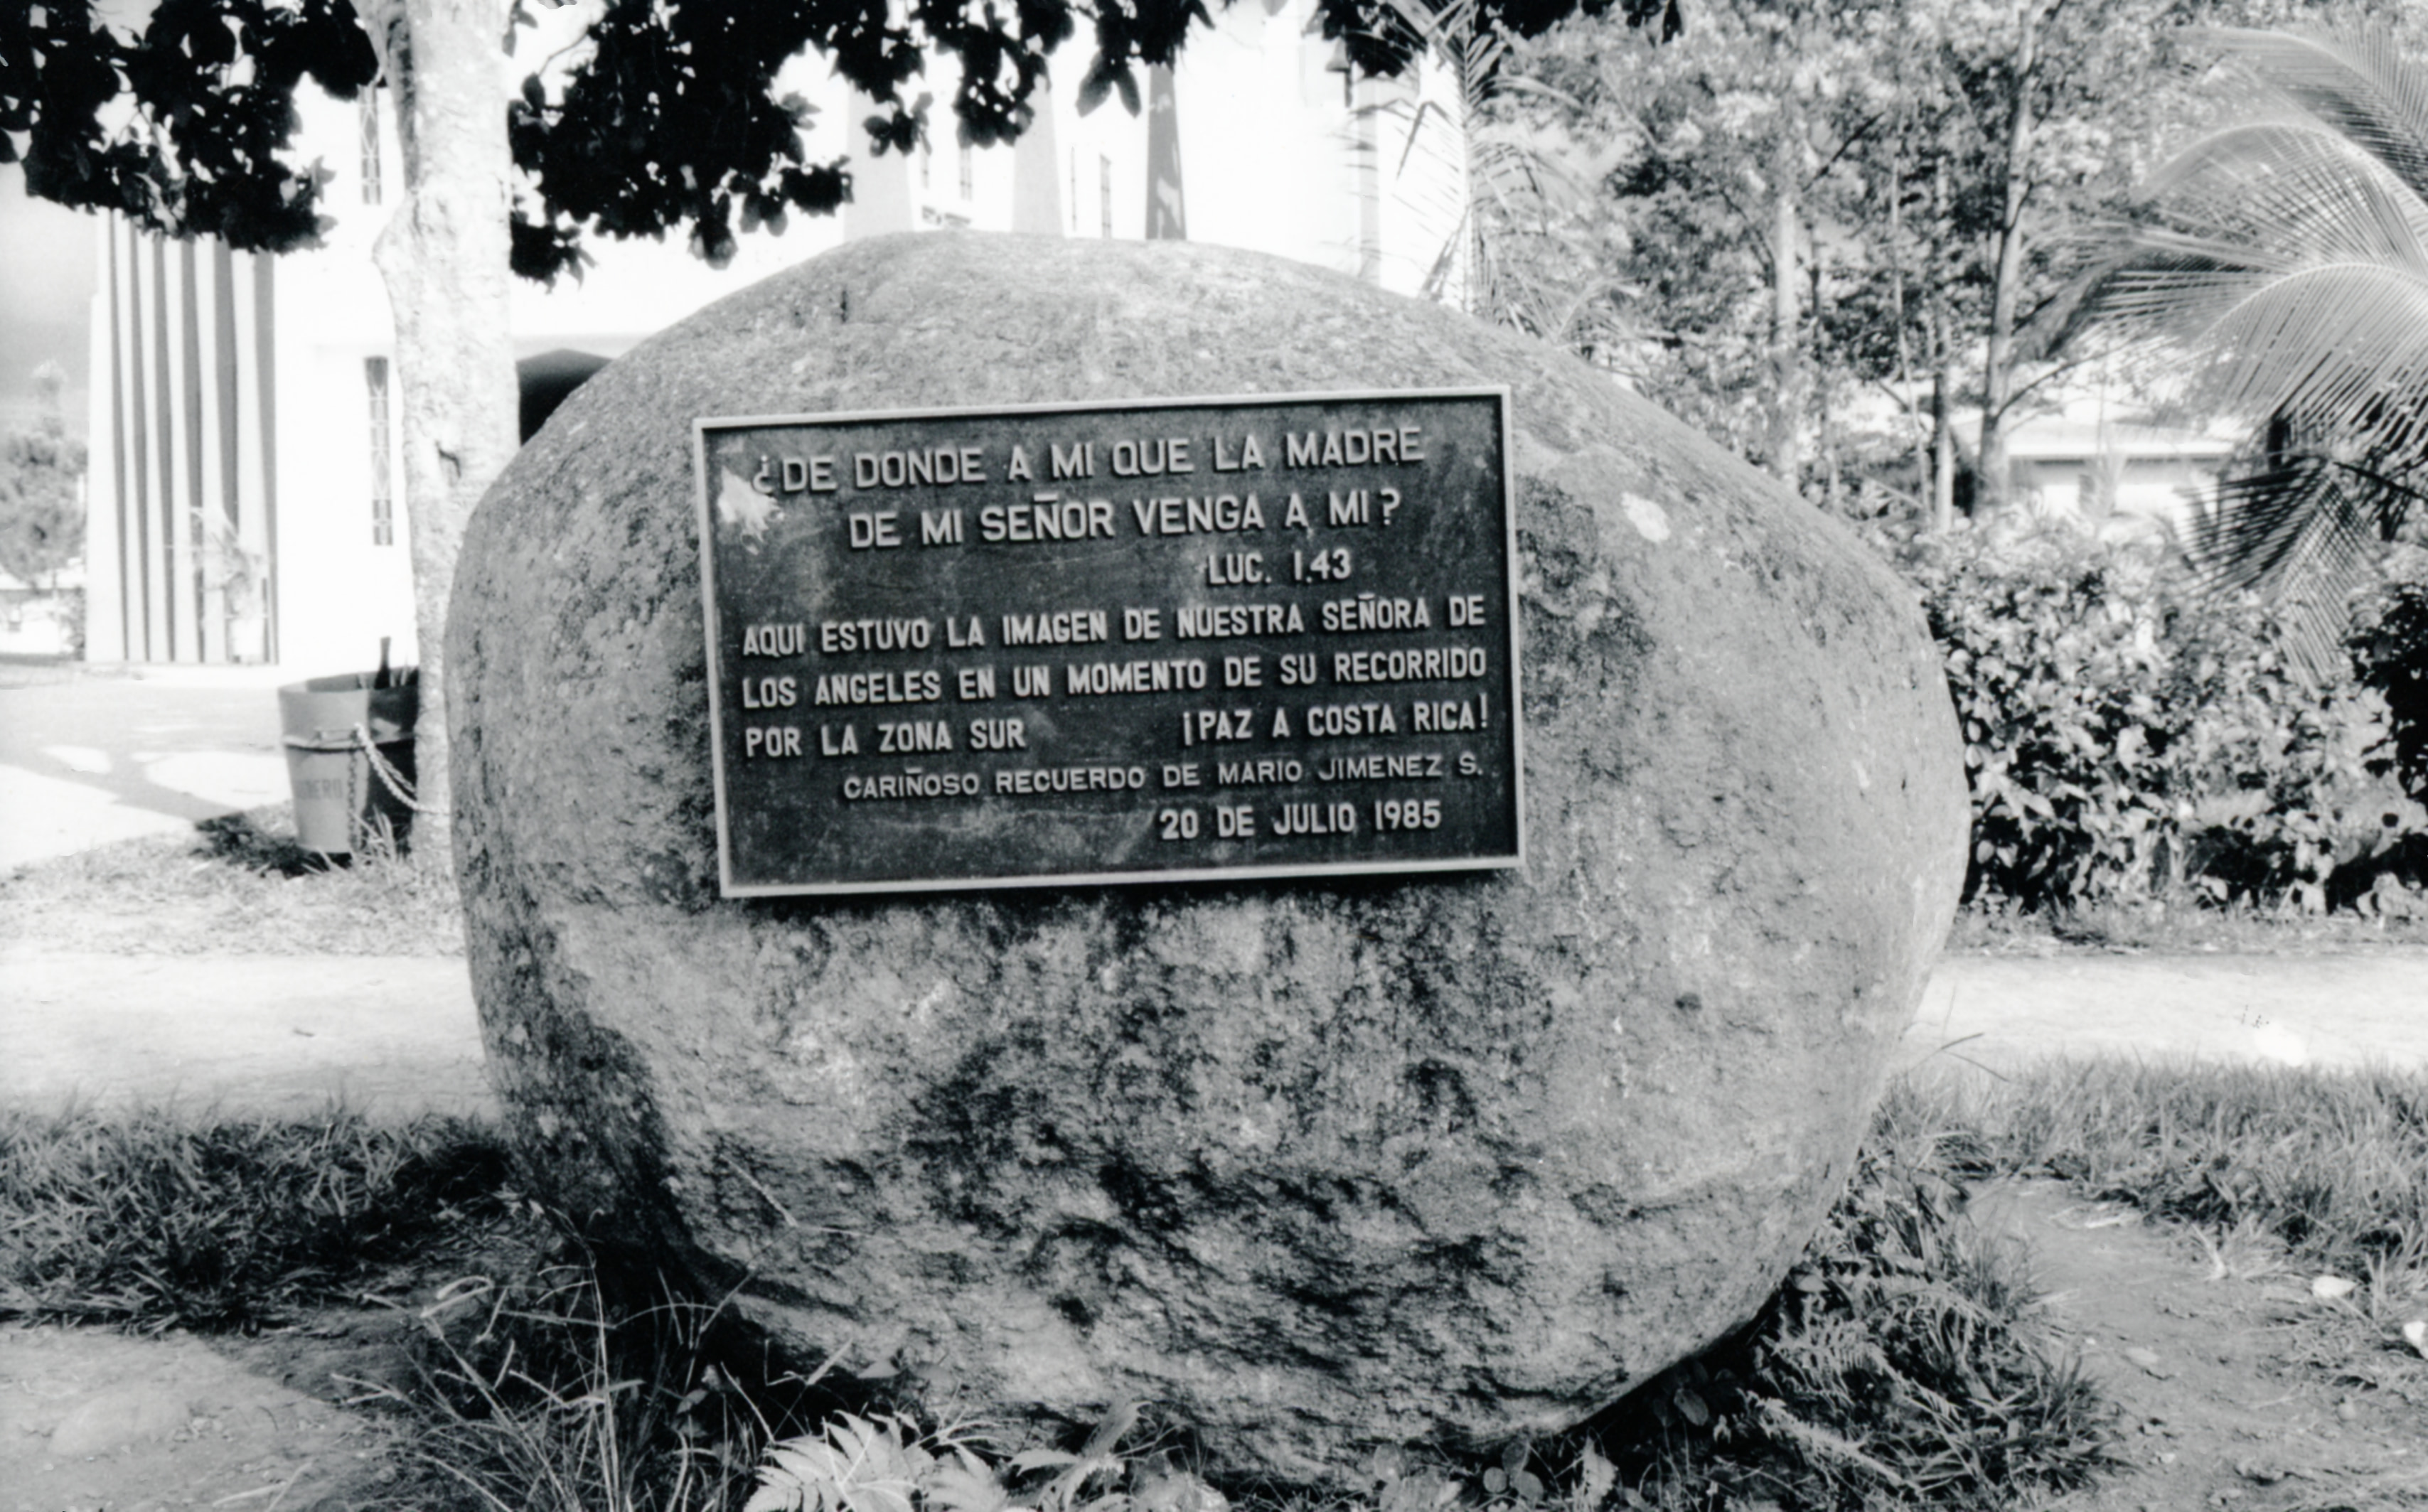 ¿DE DONDE A MI QUE LA MADRE
DE MI SEÑOR VENGA A MI?
LUC. 1.43
AQUI ESTUVO LA IMAGEN DE NUESTRA SEÑORA DE
LOS ANGELES EN UN MOMENTO DE SU RECORRIDO
POR LA ZONA SUR ¡PAZ A COSTA RICA!
CARIÑOSO RECUERDO DE MARIO JIMENEZ S.
20 DE JULIO 1985